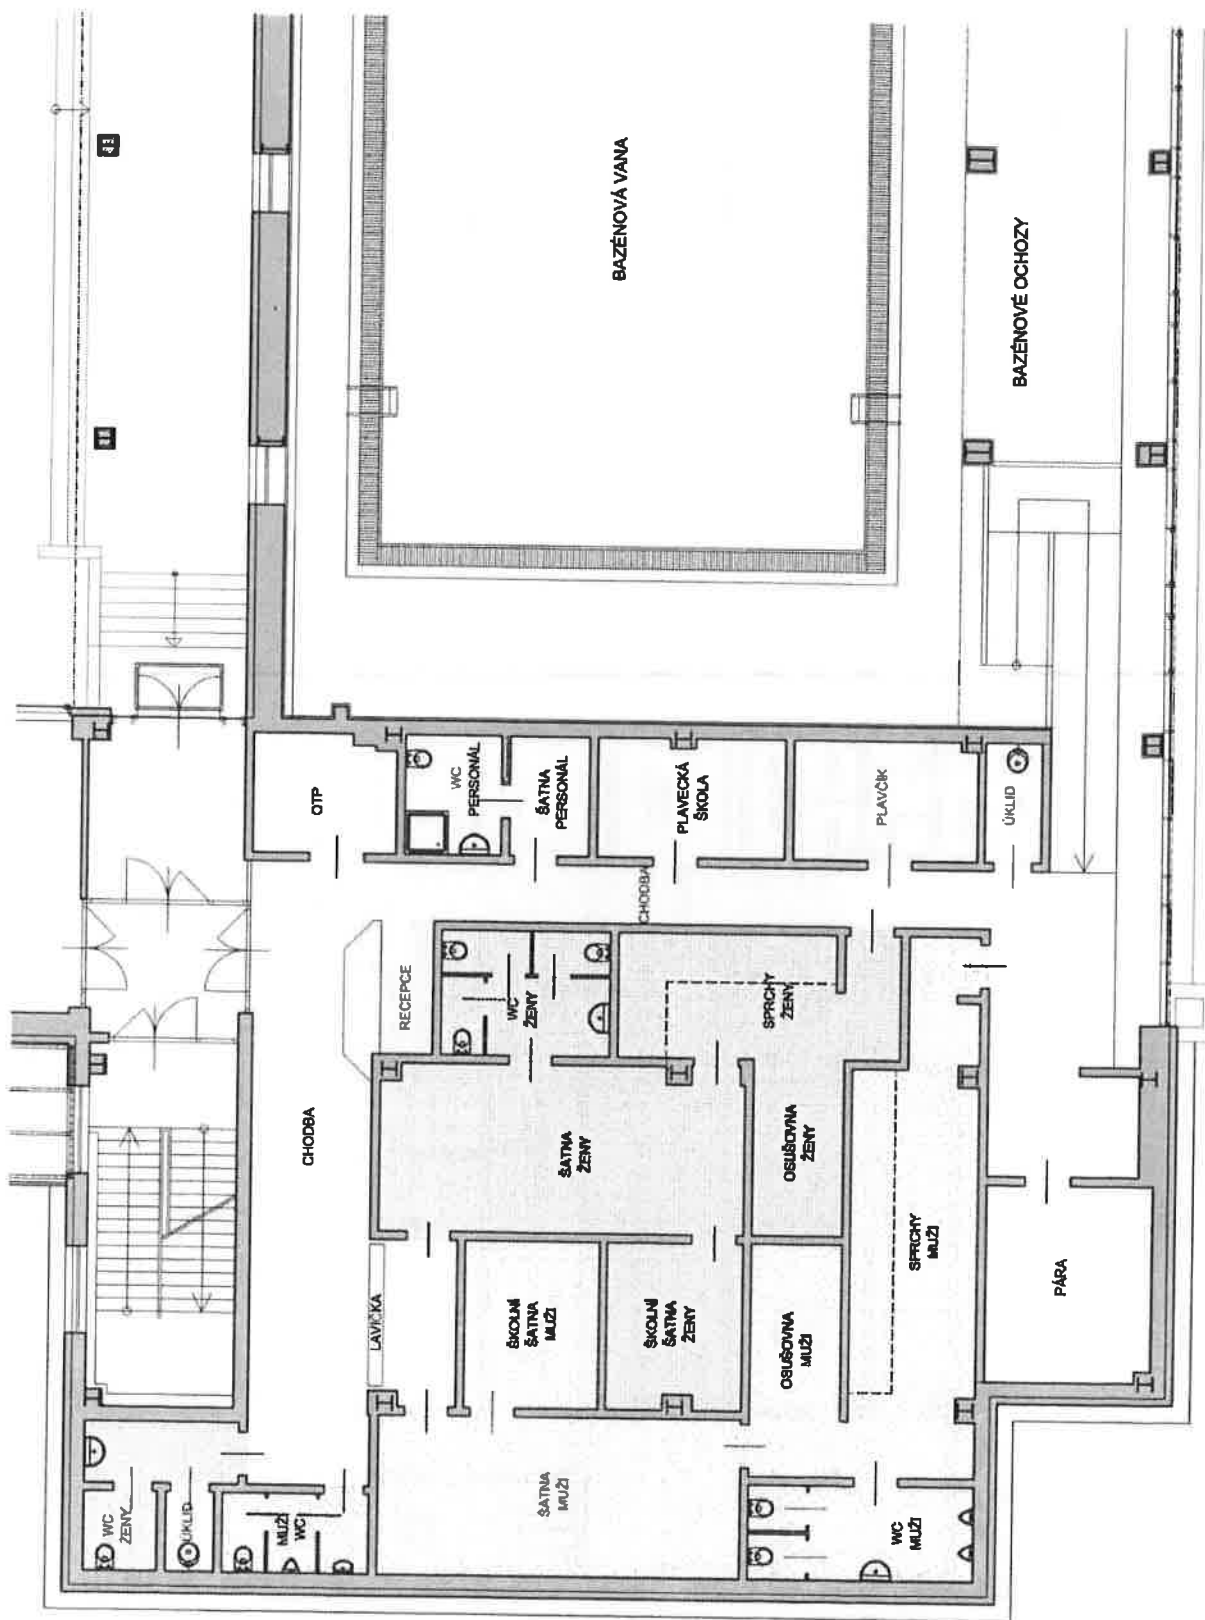 BAZÉNOVÁ VANA
BAZÉNOVÉ OCHOZY
OTP
WC
PERSONÁL
ŠATNA
PERSONÁL
PLAVECKÁ
ŠKOLA
PLAVČÍK
ÚKLID
CHODBA
RECEPCE
WC
ŽENY
SPRCHY
ŽENY
CHODBA
ŠATNA
ŽENY
OSUŠOVNA
ŽENY
LAVIČKA
ŠKOLNÍ
ŠATNA
MUŽI
ŠKOLNÍ
ŠATNA
ŽENY
OSUŠOVNA
MUŽI
SPRCHY
MUŽI
PÁRA
WC
ŽENY
ÚKLID
MUŽI
WC
ŠATNA
MUŽI
WC
MUŽI